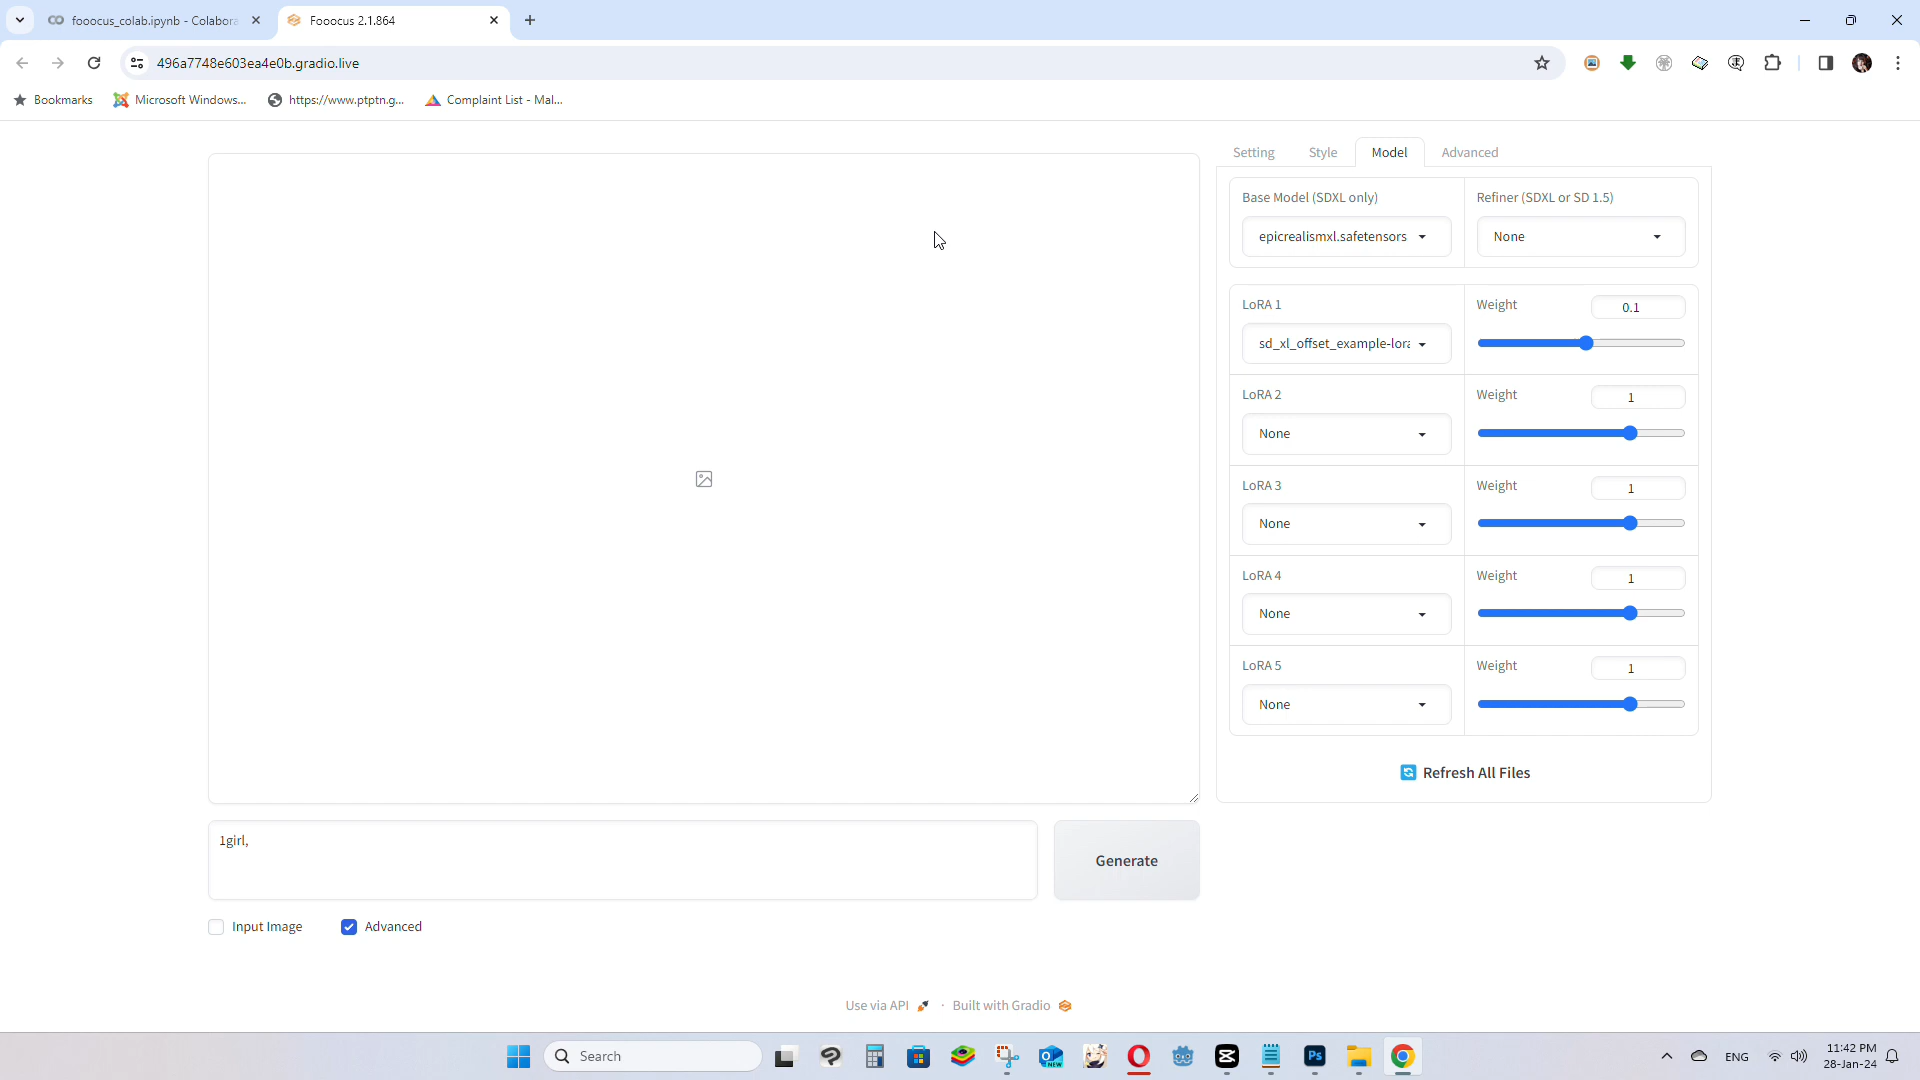 fooocus_colab.ipynb - Colabora
Fooocus 2.1.864
496a7748e603ea4e0b.gradio.live
Bookmarks
Microsoft Windows...
https://www.ptptn.g...
Complaint List - Mal...
Setting
Style
Model
Advanced
Base Model (SDXL only)
Refiner (SDXL or SD 1.5)
epicrealismxl.safetensors
None
LoRA 1
Weight
0.1
sd_xl_offset_example-lora
LoRA 2
Weight
1
None
LoRA 3
Weight
1
None
LoRA 4
Weight
1
None
LoRA 5
Weight
1
None
Refresh All Files
1girl,
Generate
Input Image
Advanced
Use via API
·
Built with Gradio
Search
NEW
Ps
ENG
11:42 PM
28-Jan-24